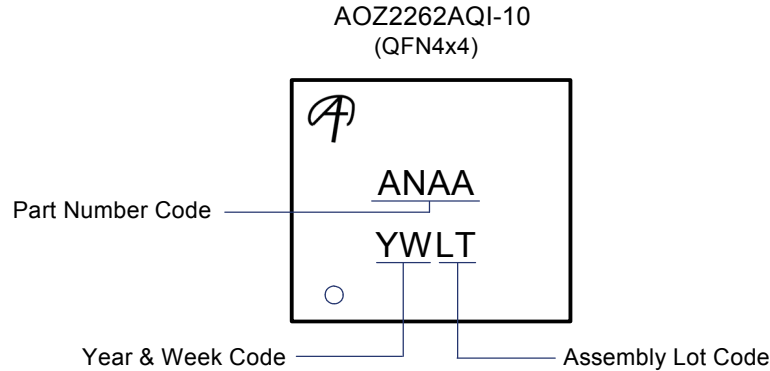 AOZ2262AQI-10
(QFN4x4)
ANAA
Part Number Code
YWLT
Year & Week Code
Assembly Lot Code